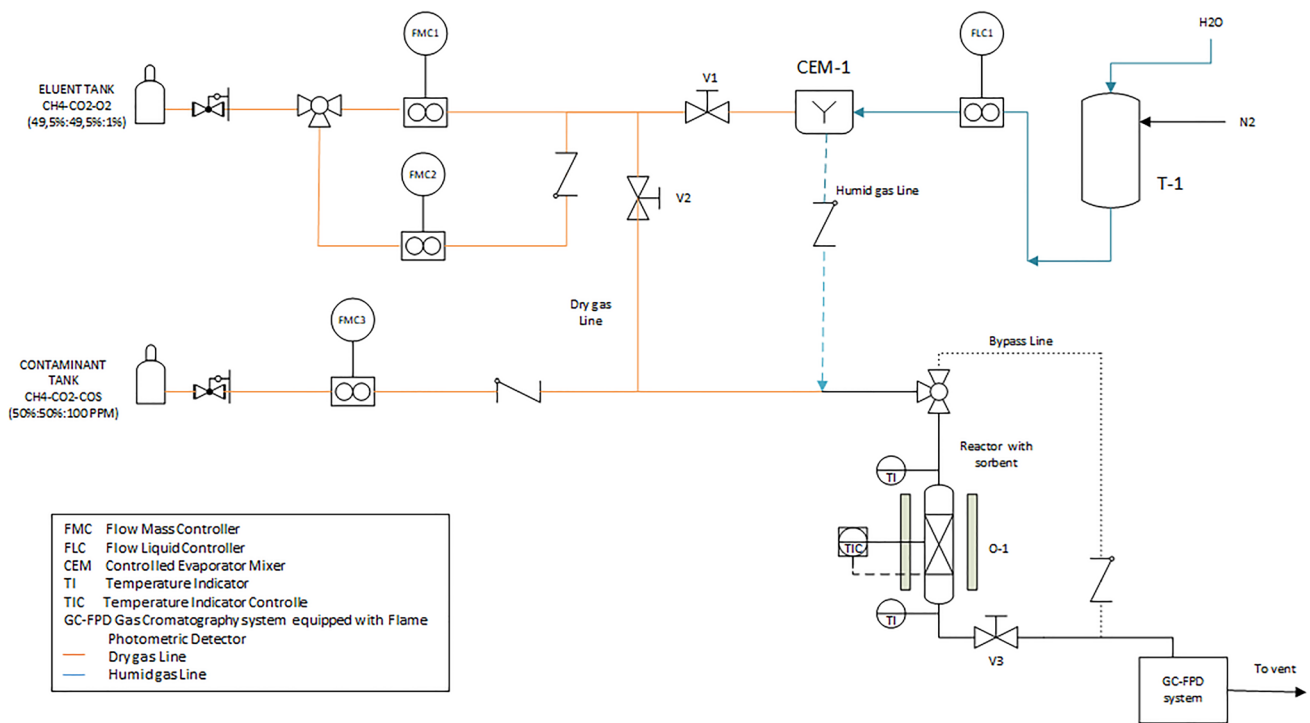 FMC1
FLC1
H2O
ELUENT TANK
CH4-CO2-O2
(49,5%:49,5%:1%)
CEM-1
V1
N2
T-1
FMC2
Humid gas Line
V2
Dry gas
Line
FMC3
CONTAMINANT
TANK
CH4-CO2-COS
(50%:50%:100 PPM)
Bypass Line
Reactor with
sorbent
TI
TIC
O-1
TI
V3
GC-FPD
system
To vent
FMC Flow Mass Controller
FLC Flow Liquid Controller
CEM Controlled Evaporator Mixer
TI Temperature Indicator
TIC Temperature Indicator Controlle
GC-FPD Gas Cromatography system equipped with Flame
Photometric Detector
Dry gas Line
Humid gas Line